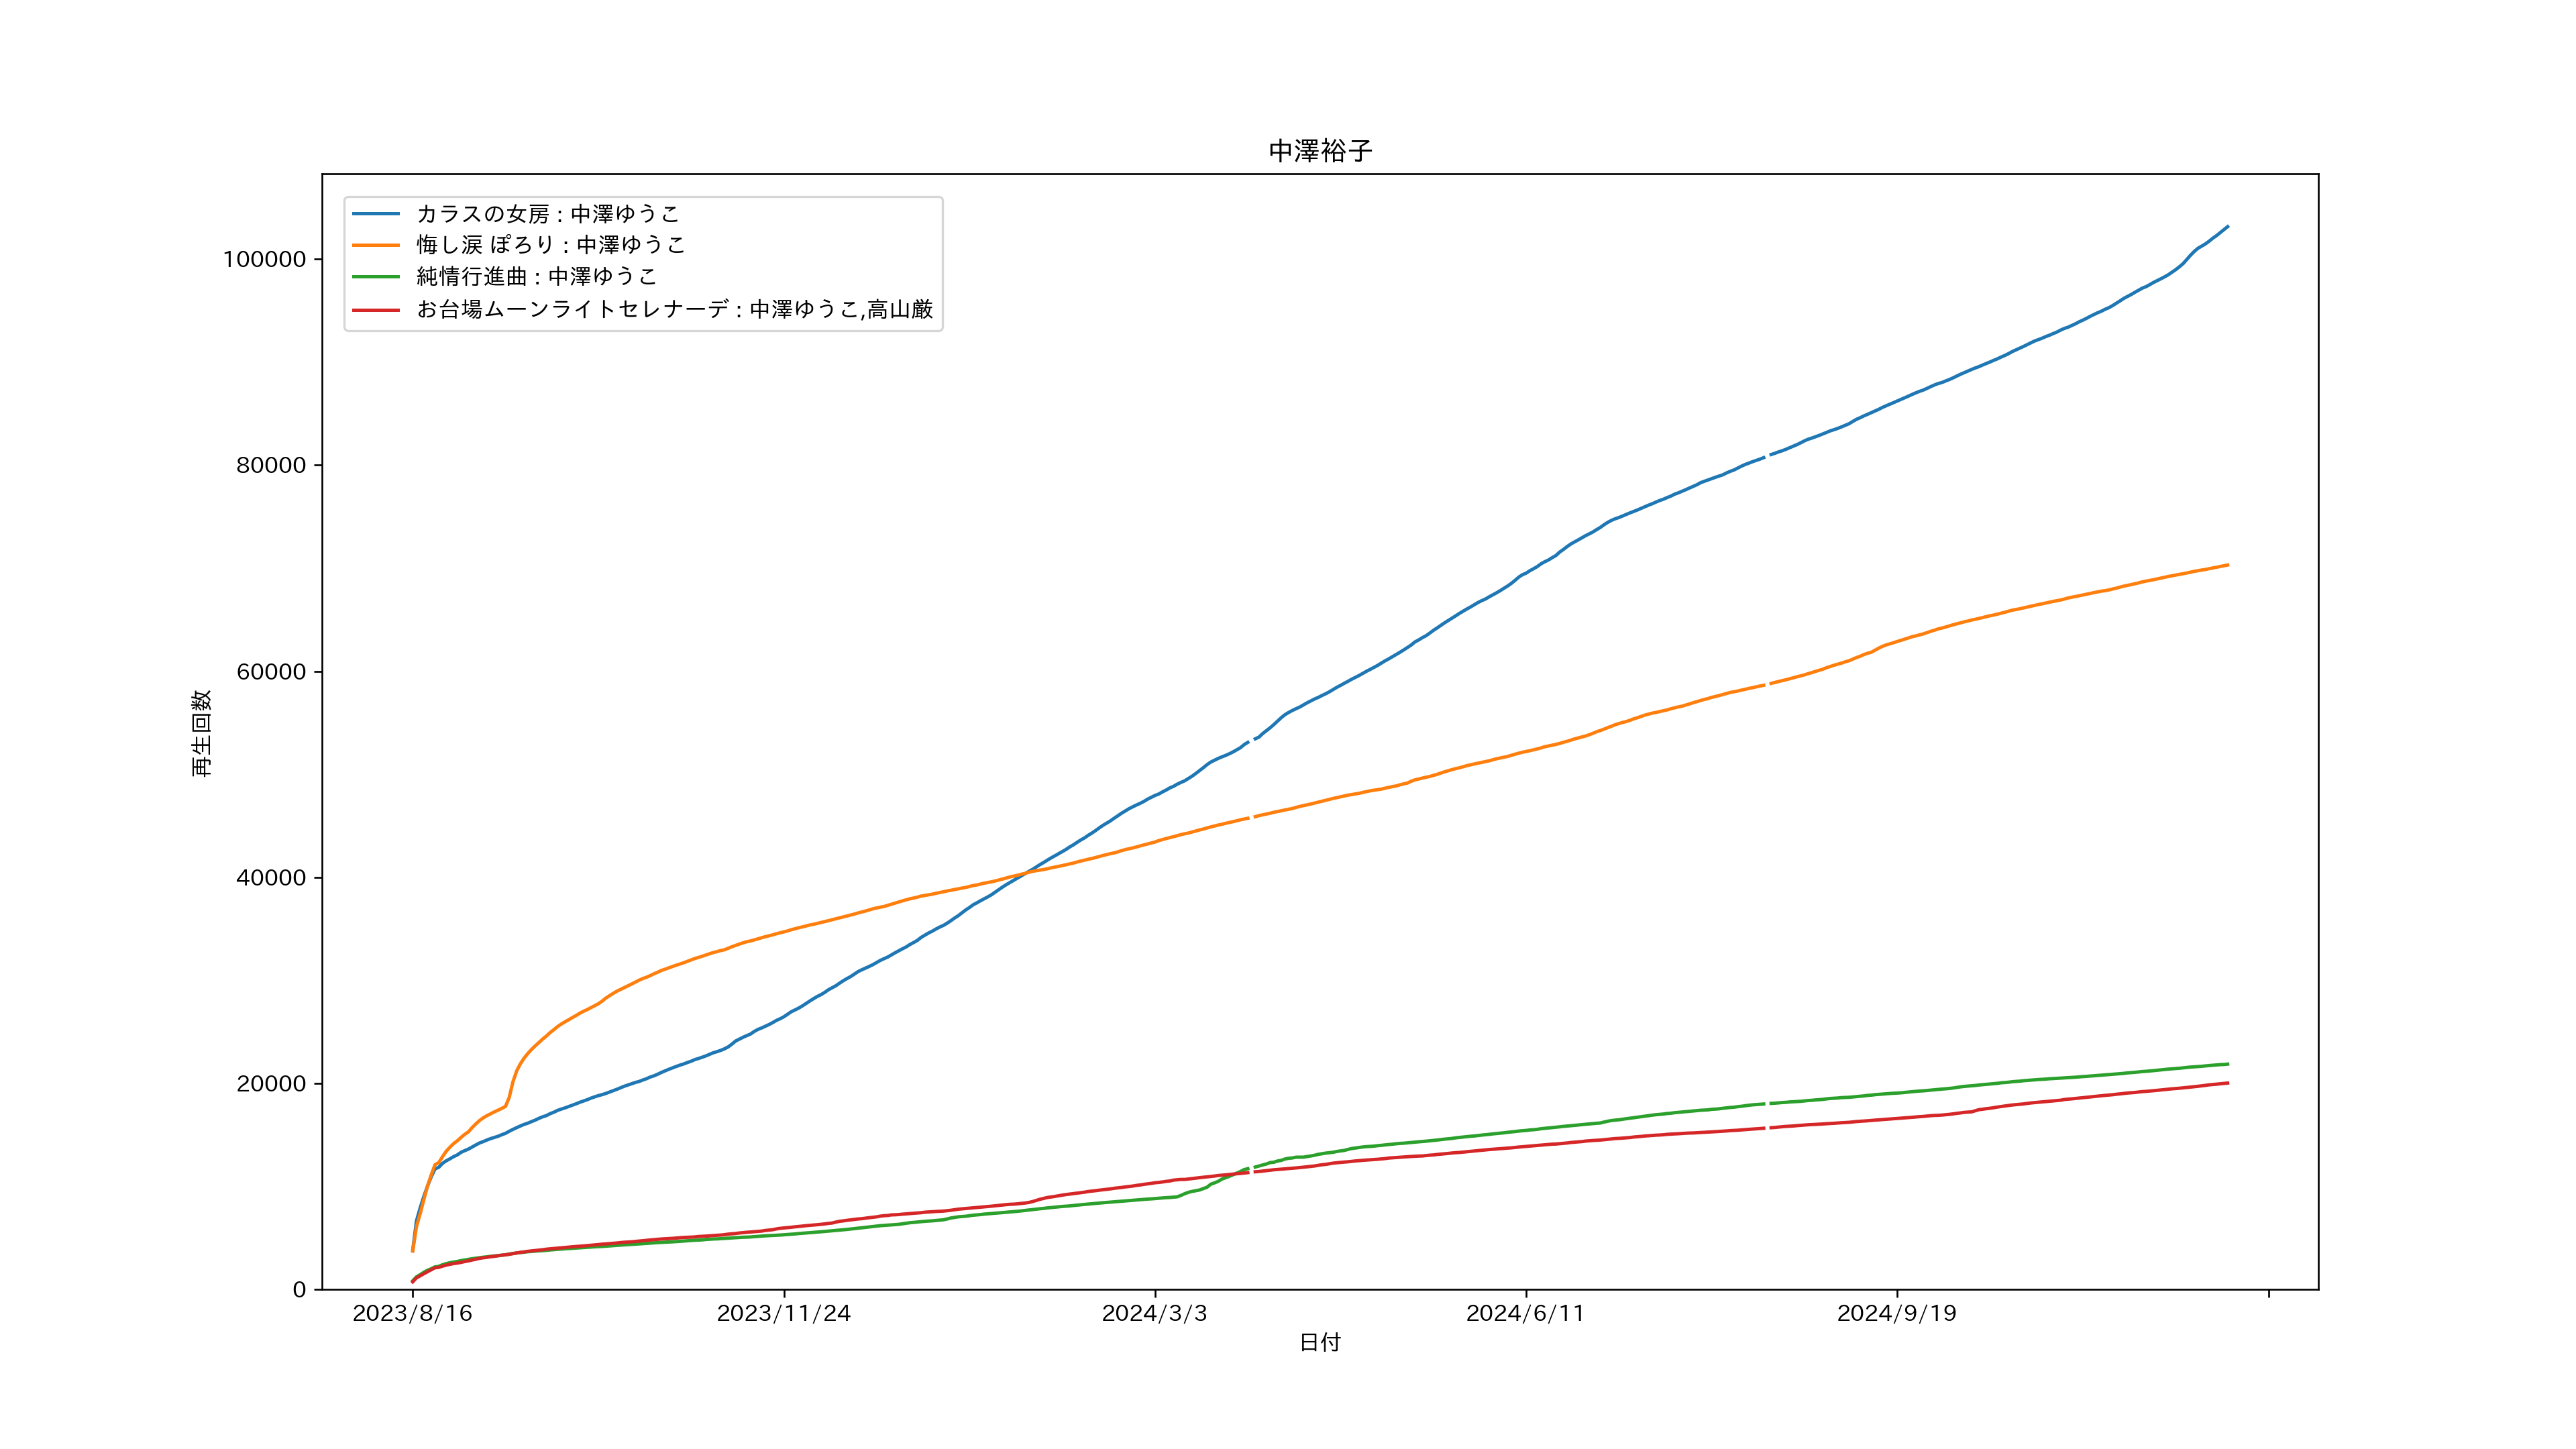 中澤裕子
カラスの女房 : 中澤ゆうこ
悔し涙 ぽろり : 中澤ゆうこ
純情行進曲 : 中澤ゆうこ
お台場ムーンライトセレナーデ : 中澤ゆうこ,高山厳
100000
80000
60000
40000
20000
0
再生回数
2023/8/16
2023/11/24
2024/3/3
2024/6/11
2024/9/19
日付